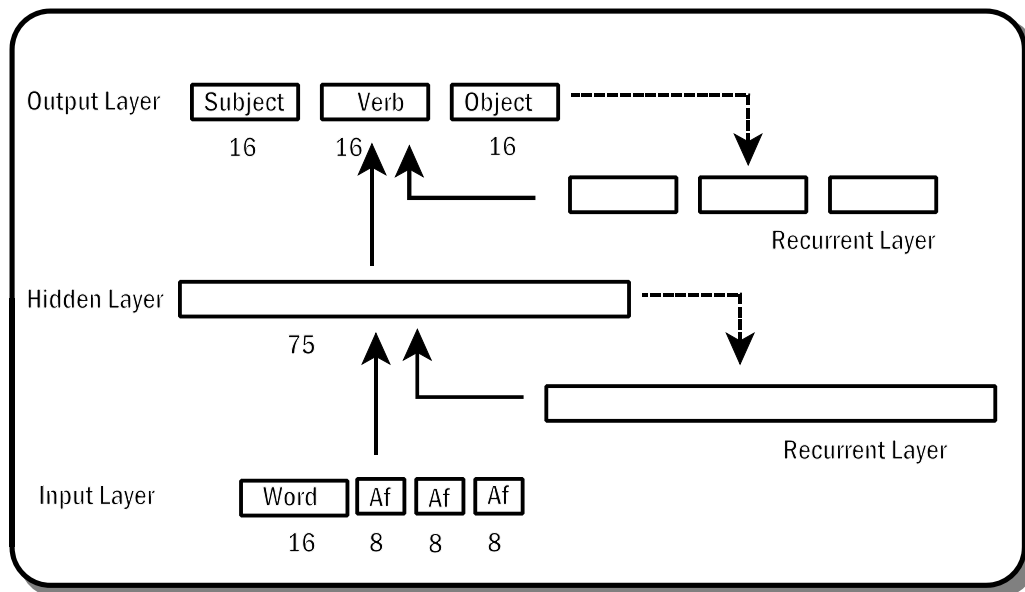 Output Layer Subject Verb Object
16 16 16
Recurrent Layer
Hidden Layer
75
Recurrent Layer
Input Layer Word Af Af Af
16 8 8 8